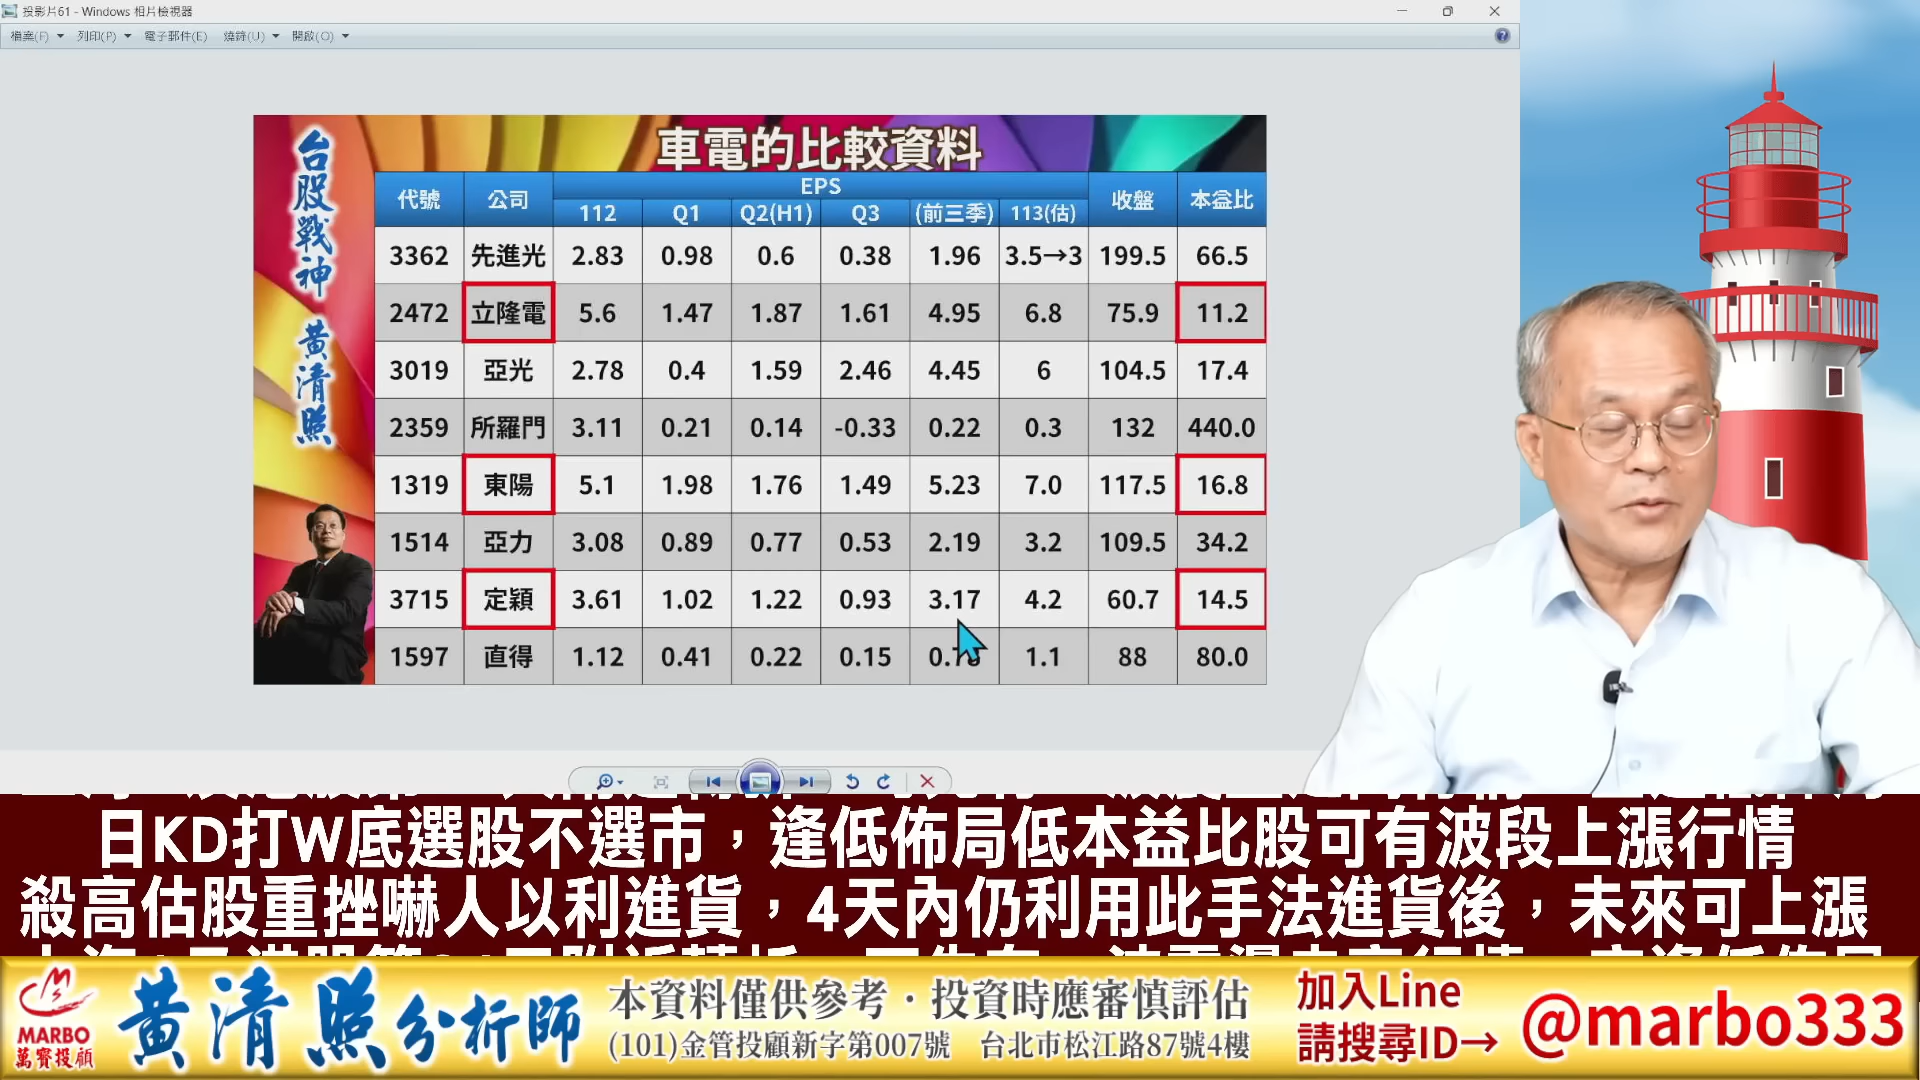 投影片61 - Windows 相片檢視器
檔案(F) 列印(P) 電子郵件(E) 燒錄(U) 開啟(O)
台股戰神 黃清照
車電的比較資料
代號 公司 EPS 收盤 本益比
112 Q1 Q2(H1) Q3 (前三季) 113(估)
3362 先進光 2.83 0.98 0.6 0.38 1.96 3.5→3 199.5 66.5
2472 立隆電 5.6 1.47 1.87 1.61 4.95 6.8 75.9 11.2
3019 亞光 2.78 0.4 1.59 2.46 4.45 6 104.5 17.4
2359 所羅門 3.11 0.21 0.14 -0.33 0.22 0.3 132 440.0
1319 東陽 5.1 1.98 1.76 1.49 5.23 7.0 117.5 16.8
1514 亞力 3.08 0.89 0.77 0.53 2.19 3.2 109.5 34.2
3715 定穎 3.61 1.02 1.22 0.93 3.17 4.2 60.7 14.5
1597 直得 1.12 0.41 0.22 0.15 1.1 88 80.0
日KD打W底選股不選市，逢低佈局低本益比股可有波段上漲行情
殺高估股重挫嚇人以利進貨，4天內仍利用此手法進貨後，未來可上漲
MARBO
萬寶投顧
黃清照分析師
本資料僅供參考・投資時應審慎評估
(101)金管投顧新字第007號 台北市松江路87號4樓
加入Line
請搜尋ID→
@marbo333